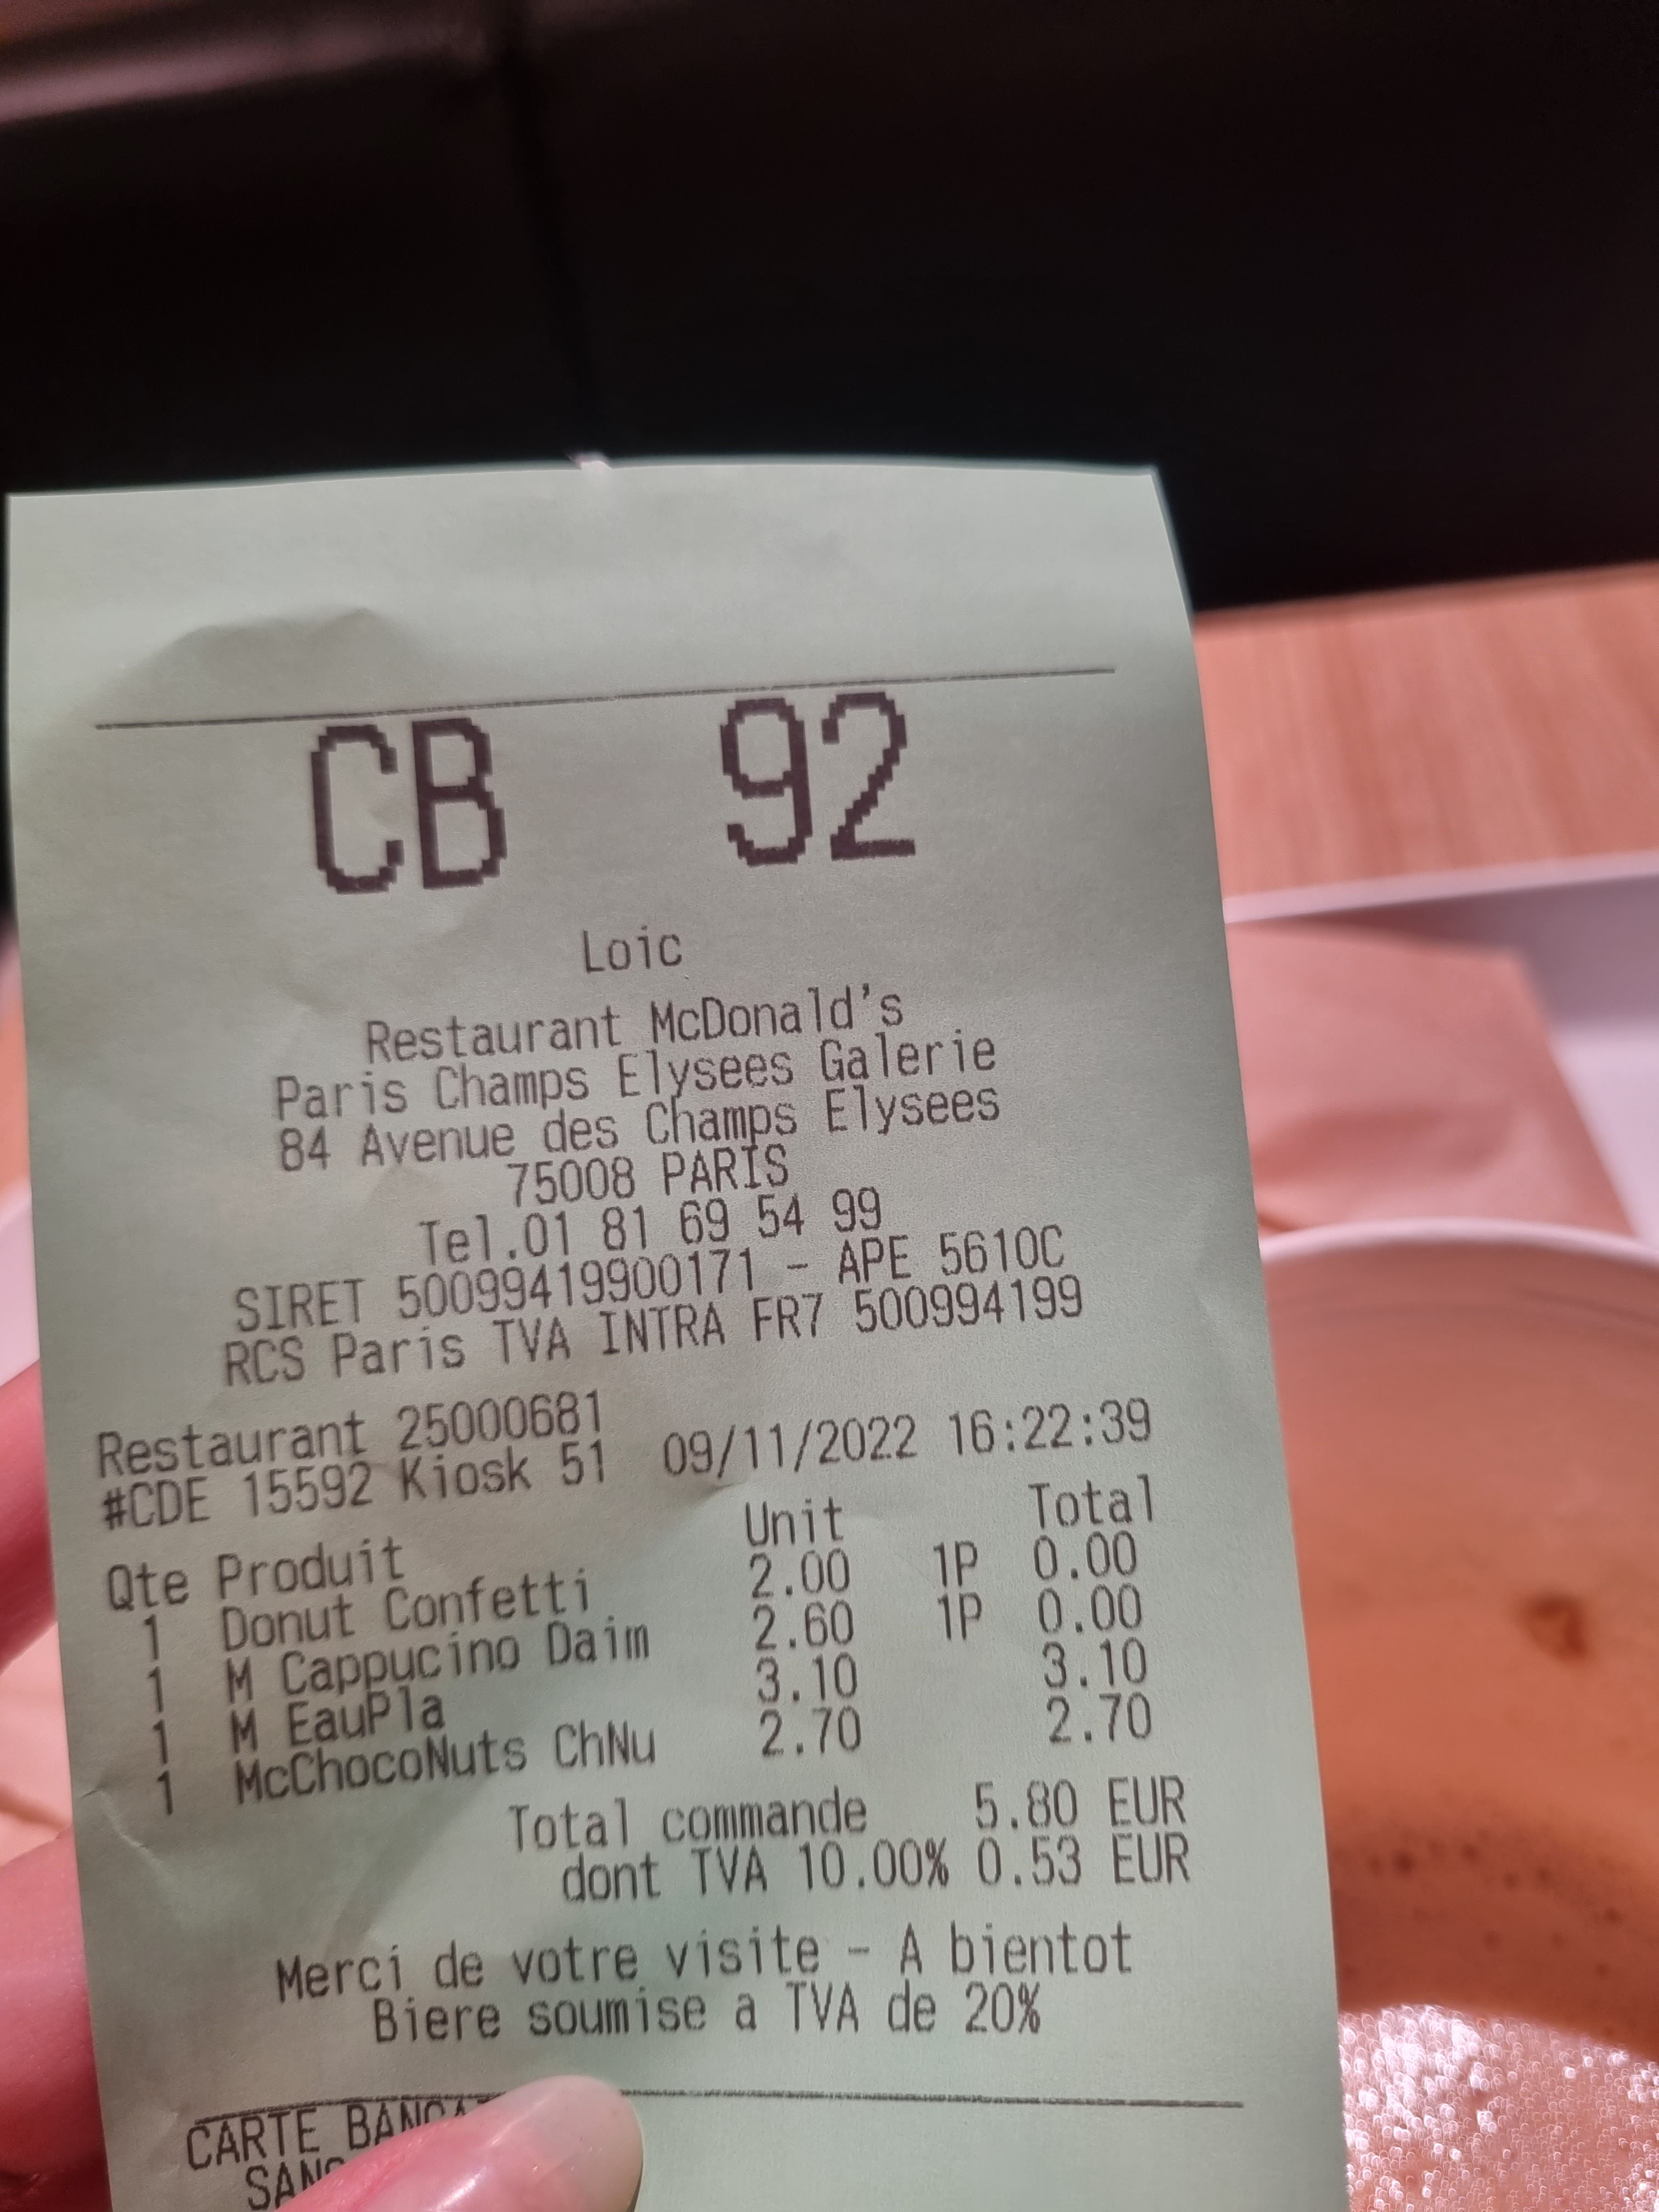 CB 92
Loic
Restaurant McDonald's
Paris Champs Elysees Galerie
84 Avenue des Champs Elysees
75008 PARIS
Tel.01 81 69 54 99
SIRET 50099419900171 - APE 5610C
RCS Paris TVA INTRA FR7 500994199
Restaurant 25000681
#CDE 15592 Kiosk 51 09/11/2022 16:22:39
Qte Produit Unit Total
1 Donut Confetti 2.00 1P 0.00
1 M Cappucino Daim 2.60 1P 0.00
1 M EauPla 3.10 3.10
1 McChocoNuts ChNu 2.70 2.70
Total commande 5.80 EUR
dont TVA 10.00% 0.53 EUR
Merci de votre visite - A bientot
Biere soumise a TVA de 20%
CARTE